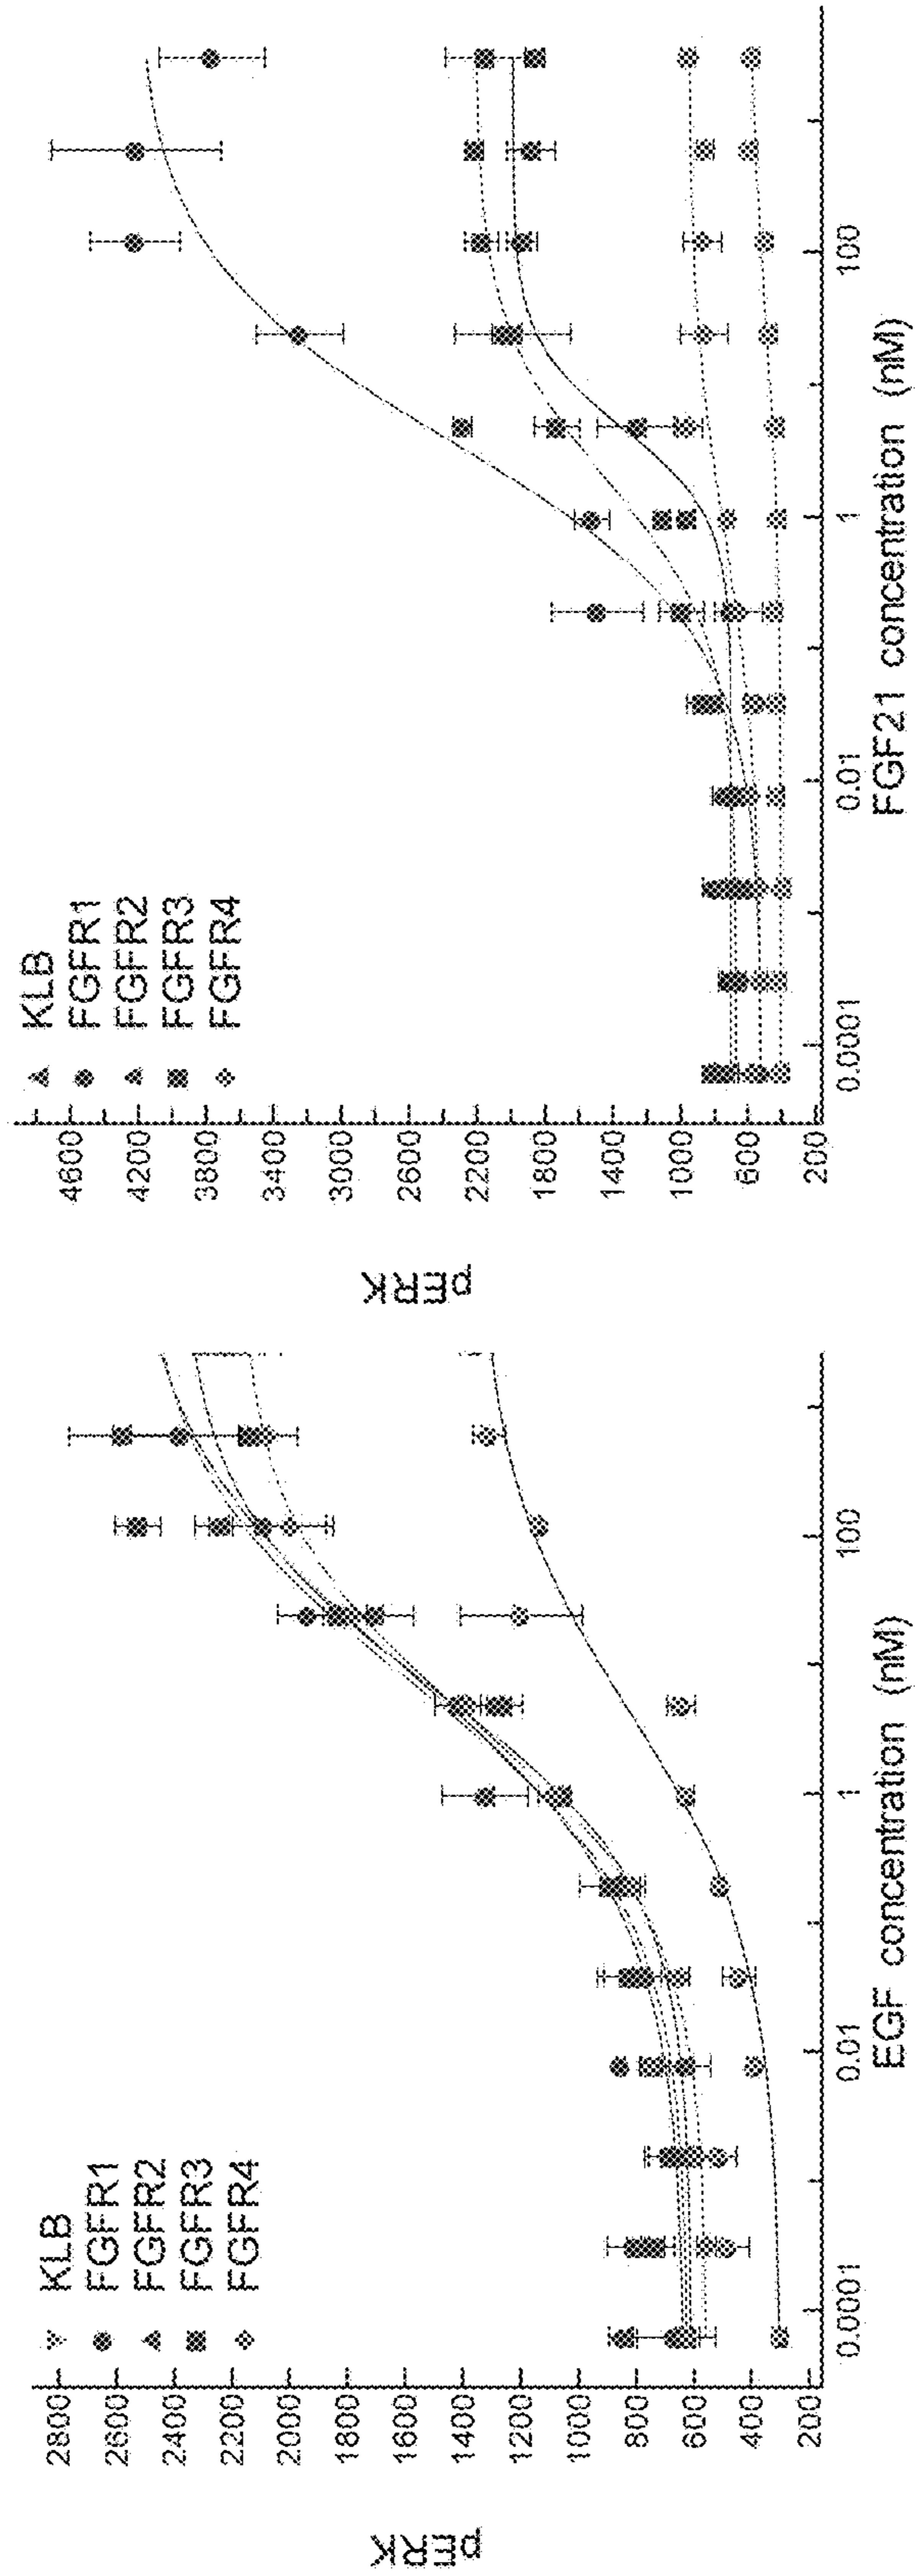 KLB
FGFR1
FGFR2
FGFR3
FGFR4
pERK
2800
2600
2400
2200
2000
1800
1600
1400
1200
1000
800
600
400
200
0.0001
0.01
1
100
EGF concentration (nM)
KLB
FGFR1
FGFR2
FGFR3
FGFR4
pERK
4600
4200
3800
3400
3000
2600
2200
1800
1400
1000
600
200
0.0001
0.01
1
100
FGF21 concentration (nM)